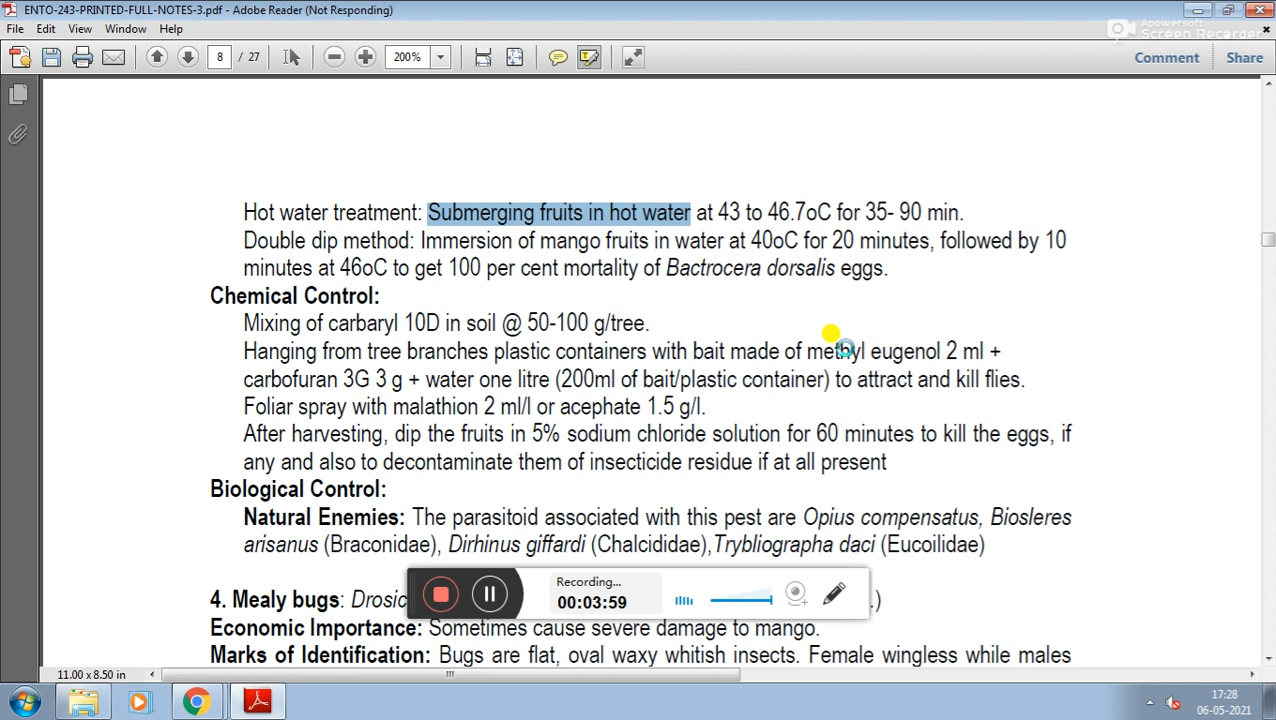 ENTO-243-PRINTED-FULL-NOTES-3.pdf - Adobe Reader (Not Responding)
File Edit View Window Help
Apowersoft
Screen Recorder
8 / 27 200% Comment Share
Hot water treatment: Submerging fruits in hot water at 43 to 46.7oC for 35- 90 min.
Double dip method: Immersion of mango fruits in water at 40oC for 20 minutes, followed by 10
minutes at 46oC to get 100 per cent mortality of Bactrocera dorsalis eggs.
Chemical Control:
Mixing of carbaryl 10D in soil @ 50-100 g/tree.
Hanging from tree branches plastic containers with bait made of methyl eugenol 2 ml +
carbofuran 3G 3 g + water one litre (200ml of bait/plastic container) to attract and kill flies.
Foliar spray with malathion 2 ml/l or acephate 1.5 g/l.
After harvesting, dip the fruits in 5% sodium chloride solution for 60 minutes to kill the eggs, if
any and also to decontaminate them of insecticide residue if at all present
Biological Control:
Natural Enemies: The parasitoid associated with this pest are Opius compensatus, Biosleres
arisanus (Braconidae), Dirhinus giffardi (Chalcididae),Trybliographa daci (Eucoilidae)
Recording...
00:03:59
4. Mealy bugs: Drosic .)
Economic Importance: Sometimes cause severe damage to mango.
Marks of Identification: Bugs are flat, oval waxy whitish insects. Female wingless while males
11.00 x 8.50 in
17:28
06-05-2021